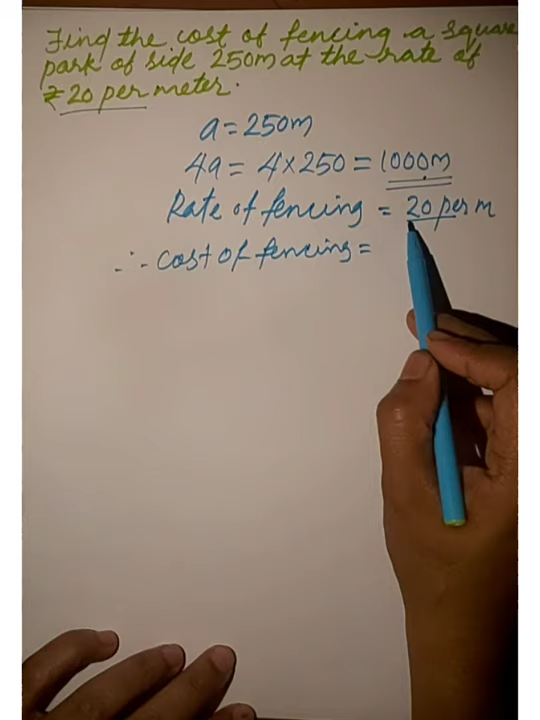 Find the cost of fencing a square
park of side 250m at the rate of
₹20 per meter.
a = 250m
4a = 4×250 = 1000m
Rate of fencing = 20 per m
∴ cost of fencing =